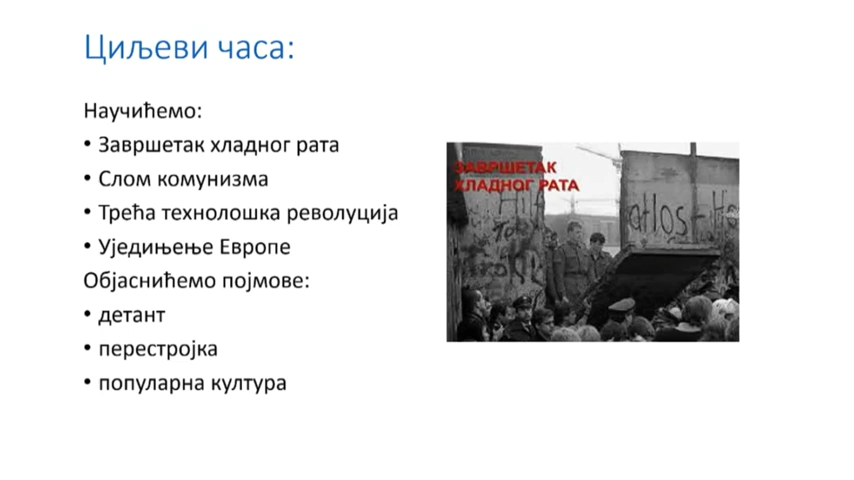 Циљеви часа:
Научићемо:
• Завршетак хладног рата
• Слом комунизма
• Трећа технолошка револуција
• Уједињење Европе
Објаснићемо појмове:
• детант
• перестројка
• популарна култура
ЗАВРШЕТАК
ХЛАДНОГ РАТА